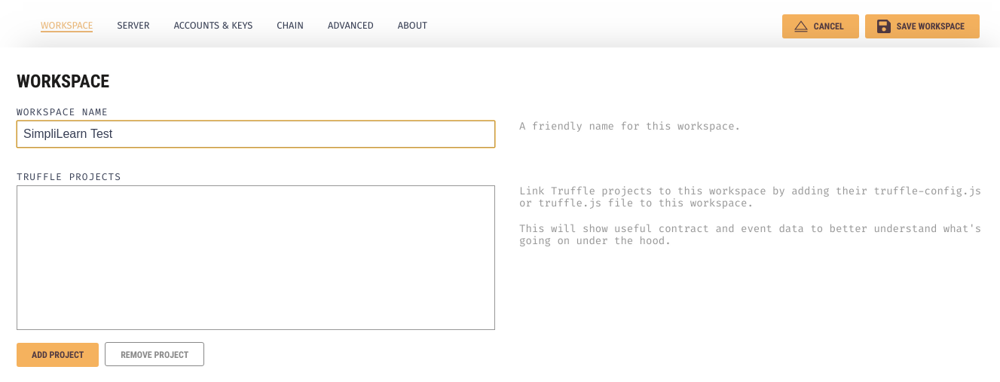 WORKSPACE SERVER ACCOUNTS & KEYS CHAIN ADVANCED ABOUT CANCEL SAVE WORKSPACE
WORKSPACE
WORKSPACE NAME
SimpliLearn Test
A friendly name for this workspace.
TRUFFLE PROJECTS
Link Truffle projects to this workspace by adding their truffle-config.js
or truffle.js file to this workspace.
This will show useful contract and event data to better understand what's
going on under the hood.
ADD PROJECT REMOVE PROJECT